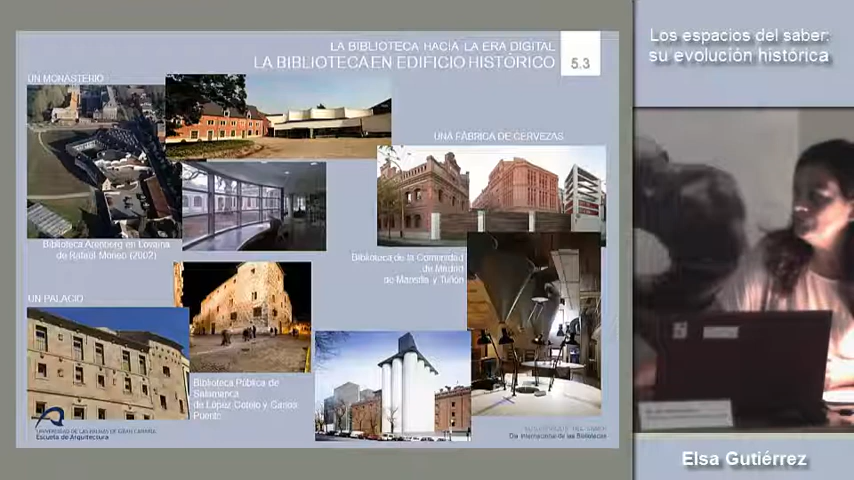 LA BIBLIOTECA HACIA LA ERA DIGITAL
LA BIBLIOTECA EN EDIFICIO HISTÓRICO
5.3
UN MONASTERIO
UNA FÁBRICA DE CERVEZAS
Biblioteca Arenberg en Lovaina
de Rafael Moneo (2002)
Biblioteca de la Comunidad
de Madrid
de Mansilla y Tuñón
UN PALACIO
Biblioteca Pública de
Salamanca
de López Cotelo y Carlos
Puente
UNIVERSIDAD DE LAS PALMAS DE GRAN CANARIA
Escuela de Arquitectura
Día Internacional de las Bibliotecas
Los espacios del saber:
su evolución histórica
Elsa Gutiérrez